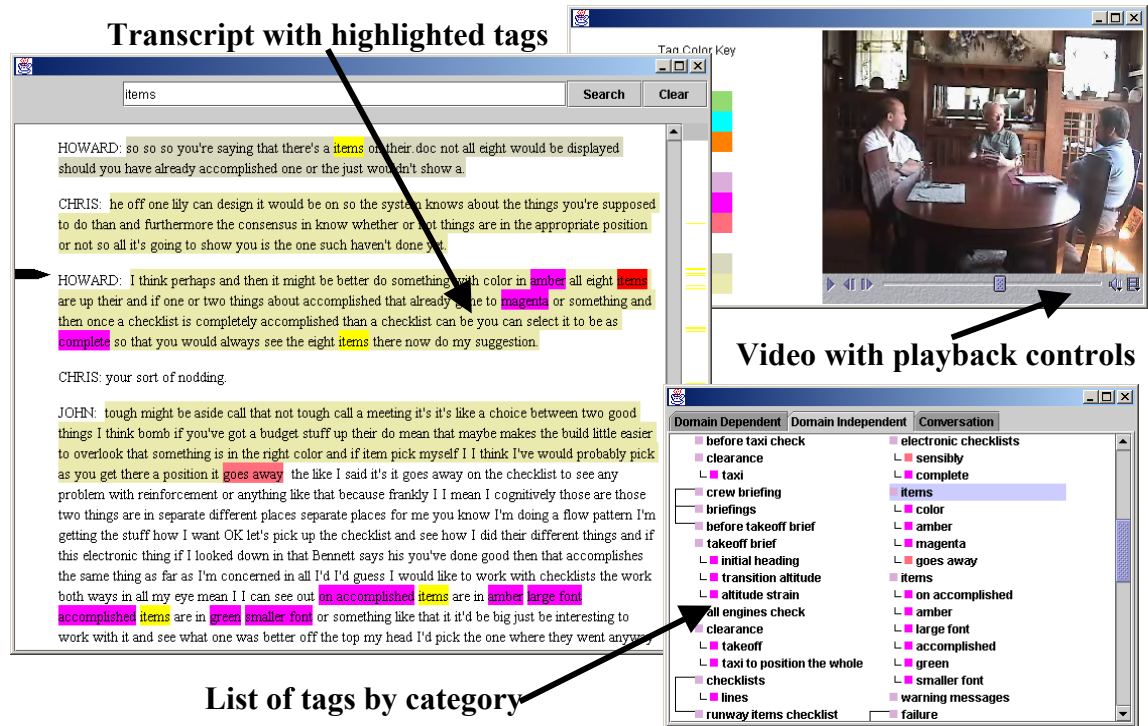 Transcript with highlighted tags
items
Search
Clear
HOWARD: so so so you're saying that there's a items on their.doc not all eight would be displayed
should you have already accomplished one or the just wouldn't show a.
CHRIS: he off one lily can design it would be on so the system knows about the things you're supposed
to do than and furthermore the consensus in know whether or not things are in the appropriate position
or not so all it's going to show you is the one such haven't done yet.
HOWARD: I think perhaps and then it might be better do something with color in amber all eight items
are up their and if one or two things about accomplished that already gone to magenta or something and
then once a checklist is completely accomplished than a checklist can be you can select it to be as
complete so that you would always see the eight items there now do my suggestion.
CHRIS: your sort of nodding.
JOHN: tough might be aside call that not tough call a meeting it's it's like a choice between two good
things I think bomb if you've got a budget stuff up their do mean that maybe makes the build little easier
to overlook that something is in the right color and if item pick myself I I think I've would probably pick
as you get there a position it goes away the like I said it's it goes away on the checklist to see any
problem with reinforcement or anything like that because frankly I I mean I cognitively those are those
two things are in separate different places separate places for me you know I'm doing a flow pattern I'm
getting the stuff how I want OK let's pick up the checklist and see how I did their different things and if
this electronic thing if I looked down in that Bennett says his you've done good then that accomplishes
the same thing as far as I'm concerned in all I'd I'd guess I would like to work with checklists the work
both ways in all my eye mean I I can see out on accomplished items are in amber large font
accomplished items are in green smaller font or something like that it it'd be big just be interesting to
work with it and see what one was better off the top my head I'd pick the one where they went anyway
Tag Color Key
Video with playback controls
Domain Dependent
Domain Independent
Conversation
before taxi check
clearance
taxi
crew briefing
briefings
before takeoff brief
takeoff brief
initial heading
transition altitude
altitude strain
all engines check
clearance
takeoff
taxi to position the whole
checklists
lines
runway items checklist
electronic checklists
sensibly
complete
items
color
amber
magenta
goes away
items
on accomplished
amber
large font
accomplished
green
smaller font
warning messages
failure
List of tags by category